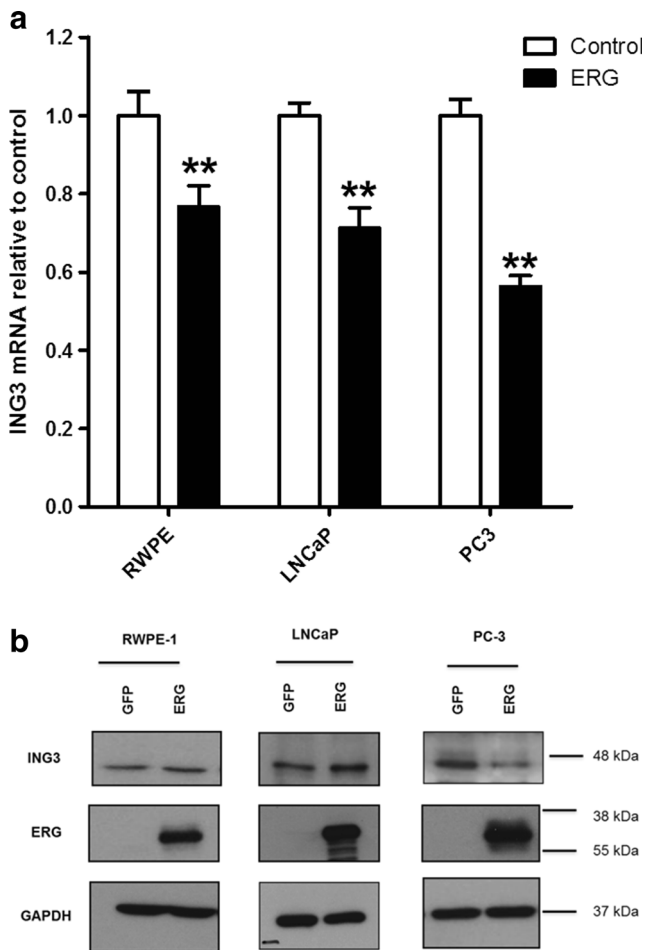 a
1.2
1.0
0.8
0.6
0.4
0.2
0.0
ING3 mRNA relative to control
Control
ERG
**
**
**
RWPE
LNCaP
PC3
b
RWPE-1
LNCaP
PC-3
GFP
ERG
GFP
ERG
GFP
ERG
ING3
48 kDa
ERG
38 kDa
55 kDa
GAPDH
37 kDa